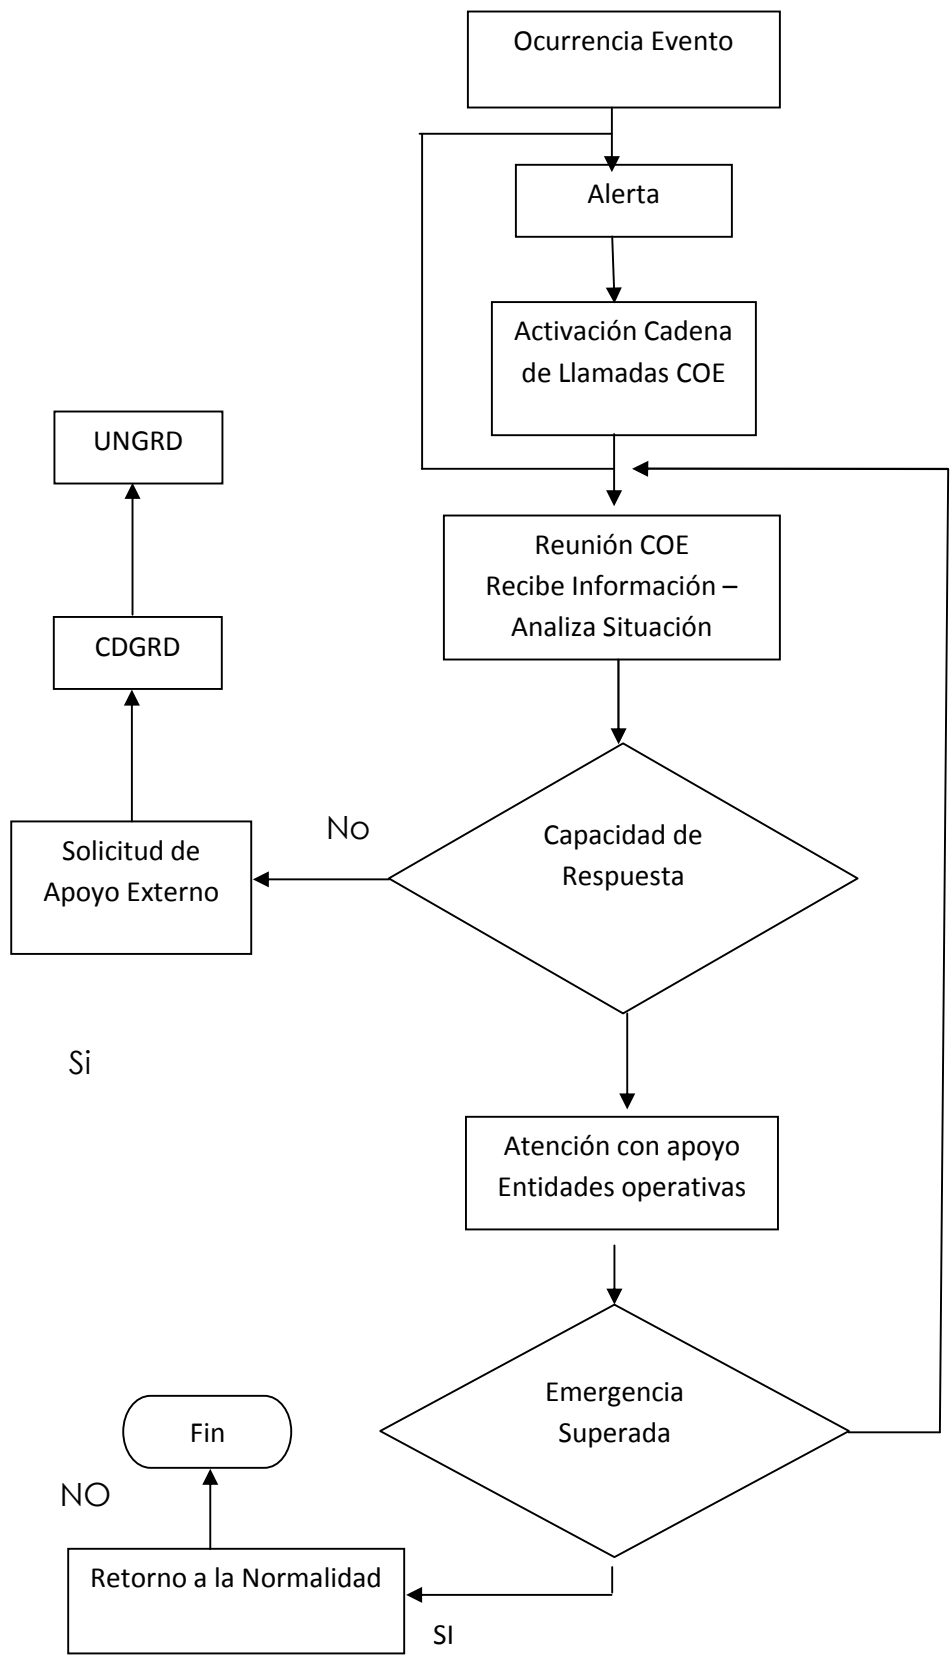 Ocurrencia Evento
Alerta
Activación Cadena
de Llamadas COE
UNGRD
Reunión COE
Recibe Información –
Analiza Situación
CDGRD
No
Capacidad de
Respuesta
Solicitud de
Apoyo Externo
Si
Atención con apoyo
Entidades operativas
Emergencia
Superada
Fin
NO
Retorno a la Normalidad
SI